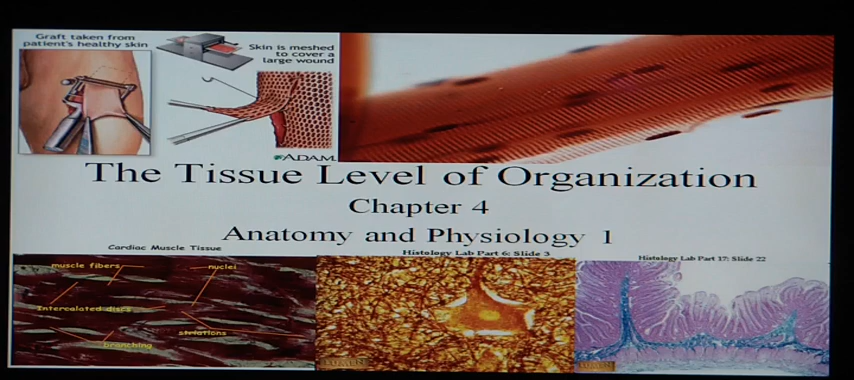 Graft taken from
patient's healthy skin
Skin is meshed
to cover a
large wound
ADAM.
The Tissue Level of Organization
Chapter 4
Anatomy and Physiology 1
Cardiac Muscle Tissue
Histology Lab Part 6: Slide 3
Histology Lab Part 17: Slide 22
muscle fibers
nuclei
Intercalated discs
striations
branching
LUMEN
LUMEN